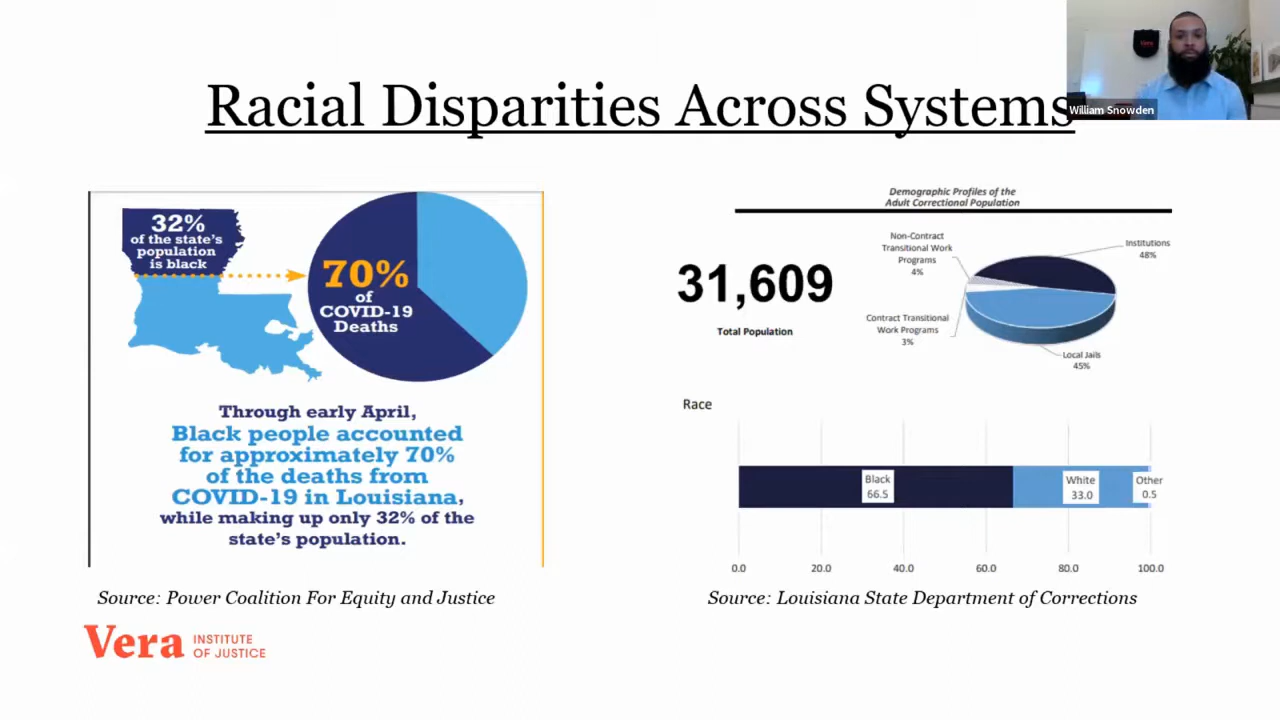 Racial Disparities Across Systems
William Snowden
Vera
32%
of the state's
population
is black
70%
of
COVID-19
Deaths
Through early April,
Black people accounted
for approximately 70%
of the deaths from
COVID-19 in Louisiana,
while making up only 32% of the
state's population.
Source: Power Coalition For Equity and Justice
Demographic Profiles of the
Adult Correctional Population
31,609
Total Population
Non-Contract
Transitional Work
Programs
4%
Institutions
48%
Contract Transitional
Work Programs
3%
Local Jails
45%
Race
Black
66.5
White
33.0
Other
0.5
0.0 20.0 40.0 60.0 80.0 100.0
Source: Louisiana State Department of Corrections
Vera INSTITUTE
OF JUSTICE